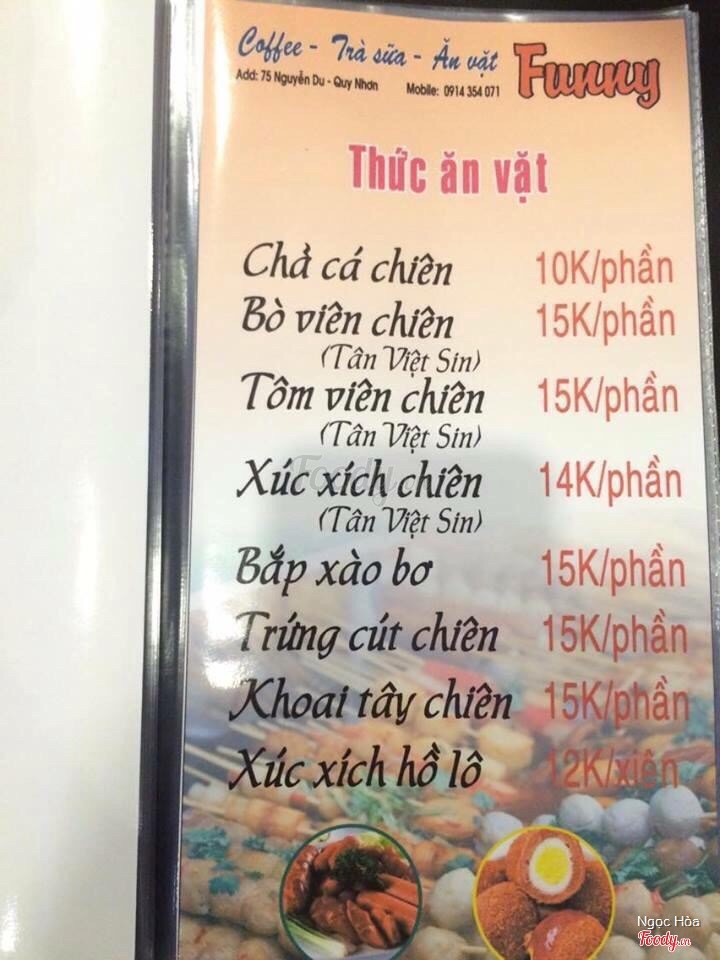 Coffee - Trà sữa - Ăn vặt
Funny
Add: 75 Nguyễn Du - Quy Nhơn
Mobile: 0914 354 071
Thức ăn vặt
Chả cá chiên 10K/phần
Bò viên chiên 15K/phần
(Tân Việt Sin)
Tôm viên chiên 15K/phần
(Tân Việt Sin)
Xúc xích chiên 14K/phần
(Tân Việt Sin)
Foody
Bắp xào bơ 15K/phần
Trứng cút chiên 15K/phần
Khoai tây chiên 15K/phần
Xúc xích hồ lô 12K/xiên
Ngọc Hòa
Foody.vn